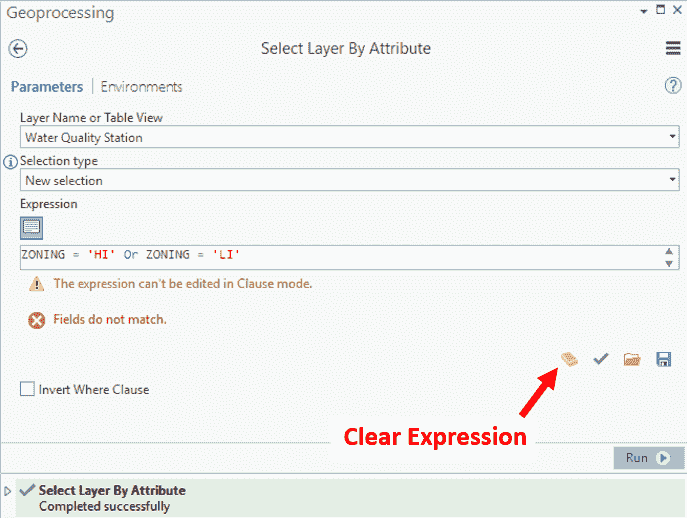 Geoprocessing
Select Layer By Attribute
Parameters | Environments
Layer Name or Table View
Water Quality Station
Selection type
New selection
Expression
ZONING = 'HI' Or ZONING = 'LI'
The expression can't be edited in Clause mode.
Fields do not match.
Invert Where Clause
Clear Expression
Run
Select Layer By Attribute
Completed successfully